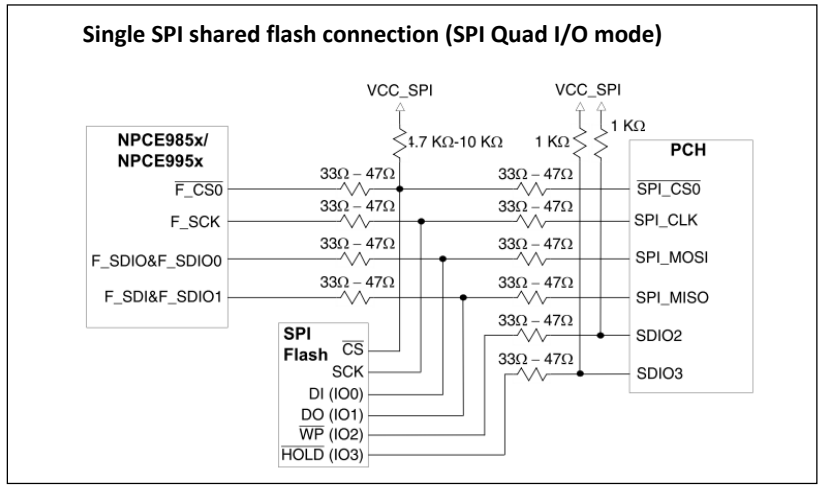 Single SPI shared flash connection (SPI Quad I/O mode)
VCC_SPI
VCC_SPI
4.7 KΩ-10 KΩ
1 KΩ
1 KΩ
NPCE985x/
NPCE995x
PCH
F_CS0
33Ω – 47Ω
33Ω – 47Ω
SPI_CS0
F_SCK
33Ω – 47Ω
33Ω – 47Ω
SPI_CLK
F_SDIO&F_SDIO0
33Ω – 47Ω
33Ω – 47Ω
SPI_MOSI
F_SDI&F_SDIO1
33Ω – 47Ω
33Ω – 47Ω
SPI_MISO
33Ω – 47Ω
SDIO2
33Ω – 47Ω
SDIO3
SPI
Flash
CS
SCK
DI (IO0)
DO (IO1)
WP (IO2)
HOLD (IO3)